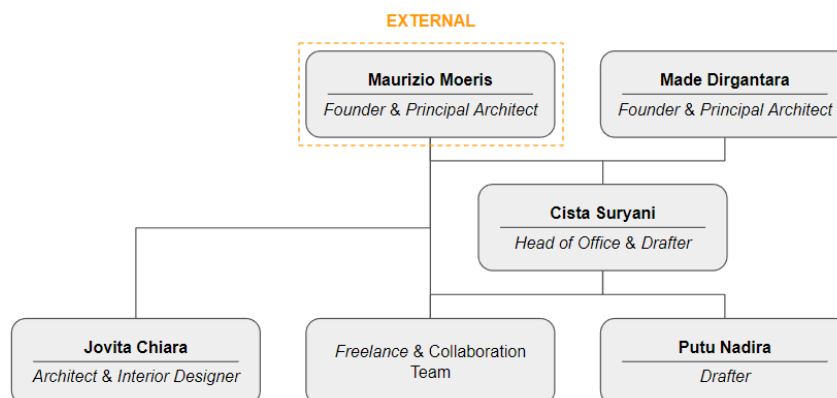 EXTERNAL
Maurizio Moeris
Founder & Principal Architect
Made Dirgantara
Founder & Principal Architect
Cista Suryani
Head of Office & Drafter
Jovita Chiara
Architect & Interior Designer
Freelance & Collaboration
Team
Putu Nadira
Drafter